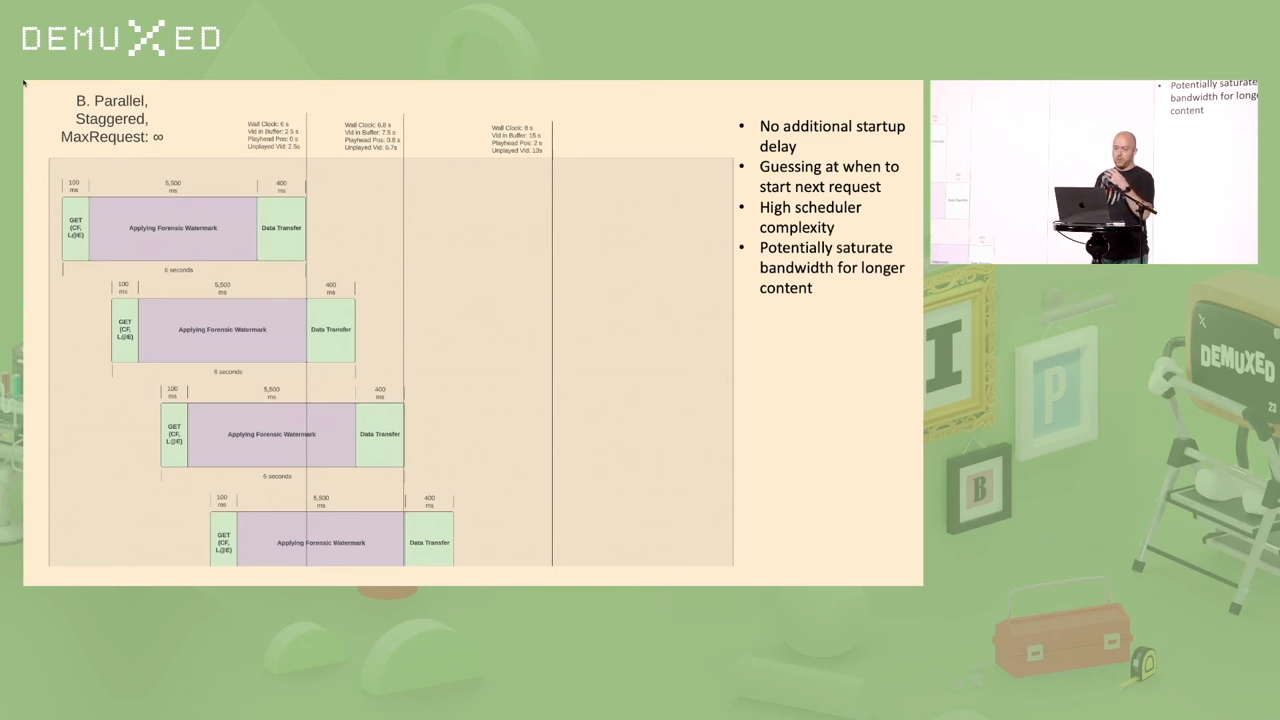 DEMUXED
B. Parallel,
Staggered,
MaxRequest: ∞
Wall Clock: 6 s
Vid in Buffer: 2.5 s
Playhead Pos: 0 s
Unplayed Vid: 2.5s
Wall Clock: 6.8 s
Vid in Buffer: 7.5 s
Playhead Pos: 0.8 s
Unplayed Vid: 6.7s
Wall Clock: 8 s
Vid in Buffer: 15 s
Playhead Pos: 2 s
Unplayed Vid: 13s
100 ms
5,500 ms
400 ms
GET (CF, L@E)
Applying Forensic Watermark
Data Transfer
6 seconds
100 ms
5,500 ms
400 ms
GET (CF, L@E)
Applying Forensic Watermark
Data Transfer
6 seconds
100 ms
5,500 ms
400 ms
GET (CF, L@E)
Applying Forensic Watermark
Data Transfer
6 seconds
100 ms
5,500 ms
400 ms
GET (CF, L@E)
Applying Forensic Watermark
Data Transfer
• No additional startup
delay
• Guessing at when to
start next request
• High scheduler
complexity
• Potentially saturate
bandwidth for longer
content
• Potentially saturate
bandwidth for longe
content
I
P
B
DEMUXED
23